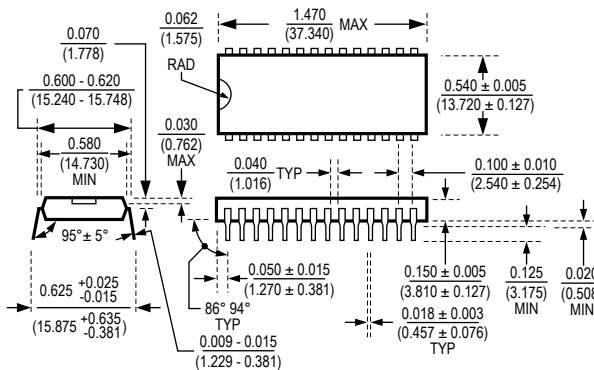 0.062
(1.575)
1.470
(37.340)
MAX
0.070
(1.778)
RAD
0.600 - 0.620
(15.240 - 15.748)
0.540 ± 0.005
(13.720 ± 0.127)
0.030
(0.762)
MAX
0.580
(14.730)
MIN
0.040
(1.016)
TYP
0.100 ± 0.010
(2.540 ± 0.254)
95°± 5°
0.050 ± 0.015
(1.270 ± 0.381)
0.150 ± 0.005
(3.810 ± 0.127)
0.125
(3.175)
MIN
0.020
(0.508
MIN
0.625 +0.025
-0.015
(15.875 +0.635
-0.381)
86° 94°
TYP
0.018 ± 0.003
(0.457 ± 0.076)
TYP
0.009 - 0.015
(1.229 - 0.381)